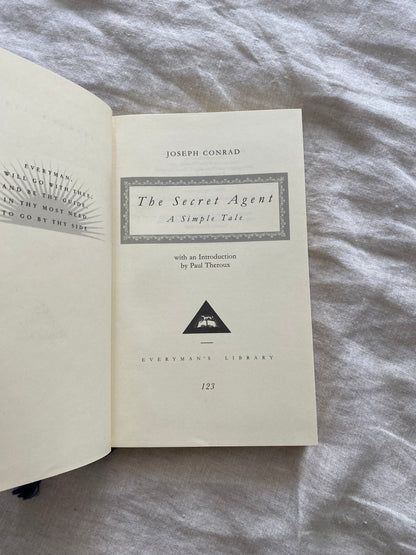 EVERYMAN,
WILL GO WITH THEE,
AND BE THY GUIDE,
IN THY MOST NEED
TO GO BY THY SIDE
JOSEPH CONRAD
The Secret Agent
A Simple Tale
with an Introduction
by Paul Theroux
EVERYMAN'S LIBRARY
123